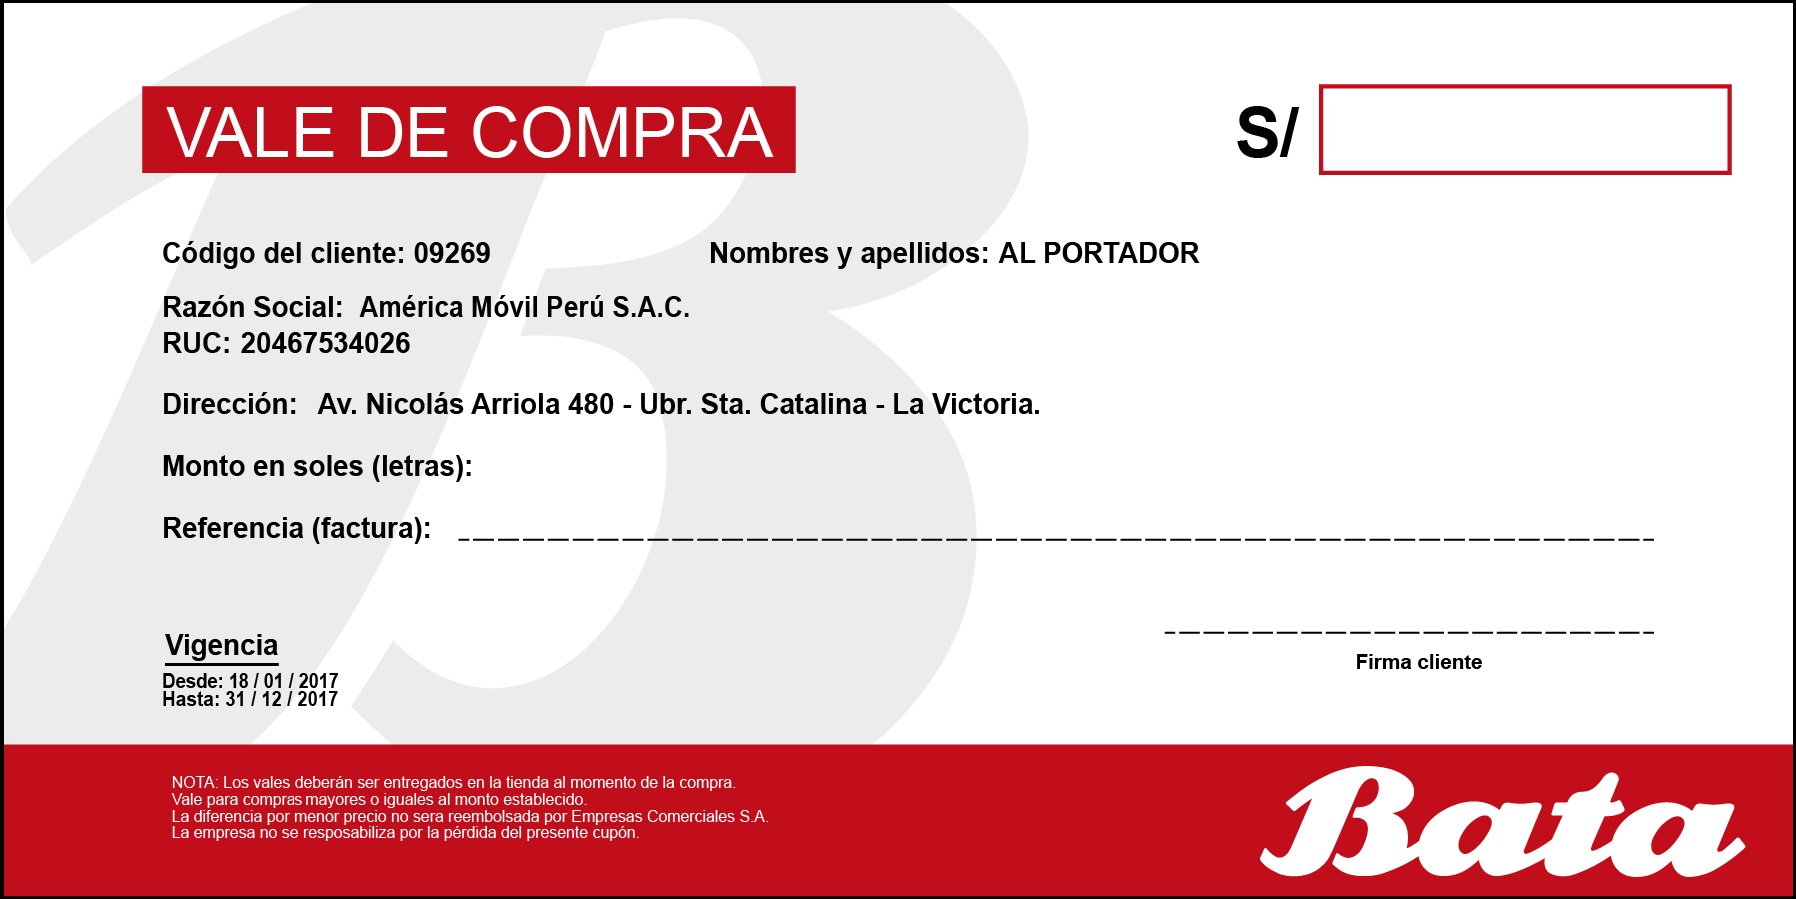 VALE DE COMPRA
S/
Código del cliente: 09269 Nombres y apellidos: AL PORTADOR
Razón Social: América Móvil Perú S.A.C.
RUC: 20467534026
Dirección: Av. Nicolás Arriola 480 - Ubr. Sta. Catalina - La Victoria.
Monto en soles (letras):
Referencia (factura):
Vigencia
Desde: 18 / 01 / 2017
Hasta: 31 / 12 / 2017
Firma cliente
NOTA: Los vales deberán ser entregados en la tienda al momento de la compra.
Vale para compras mayores o iguales al monto establecido.
La diferencia por menor precio no sera reembolsada por Empresas Comerciales S.A.
La empresa no se resposabiliza por la pérdida del presente cupón.
Bata